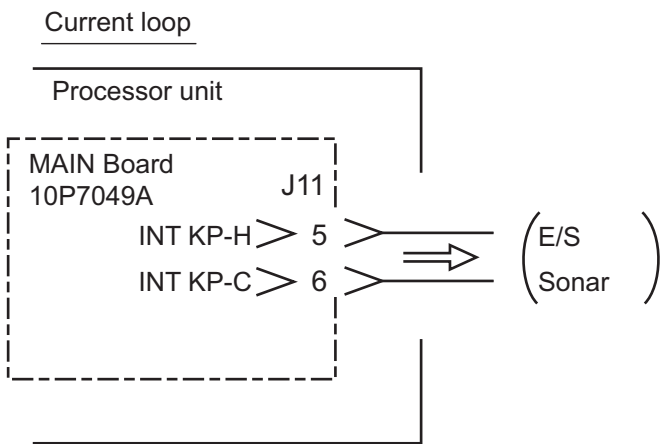 Current loop
Processor unit
MAIN Board
10P7049A
J11
INT KP-H 5
INT KP-C 6
E/S
Sonar